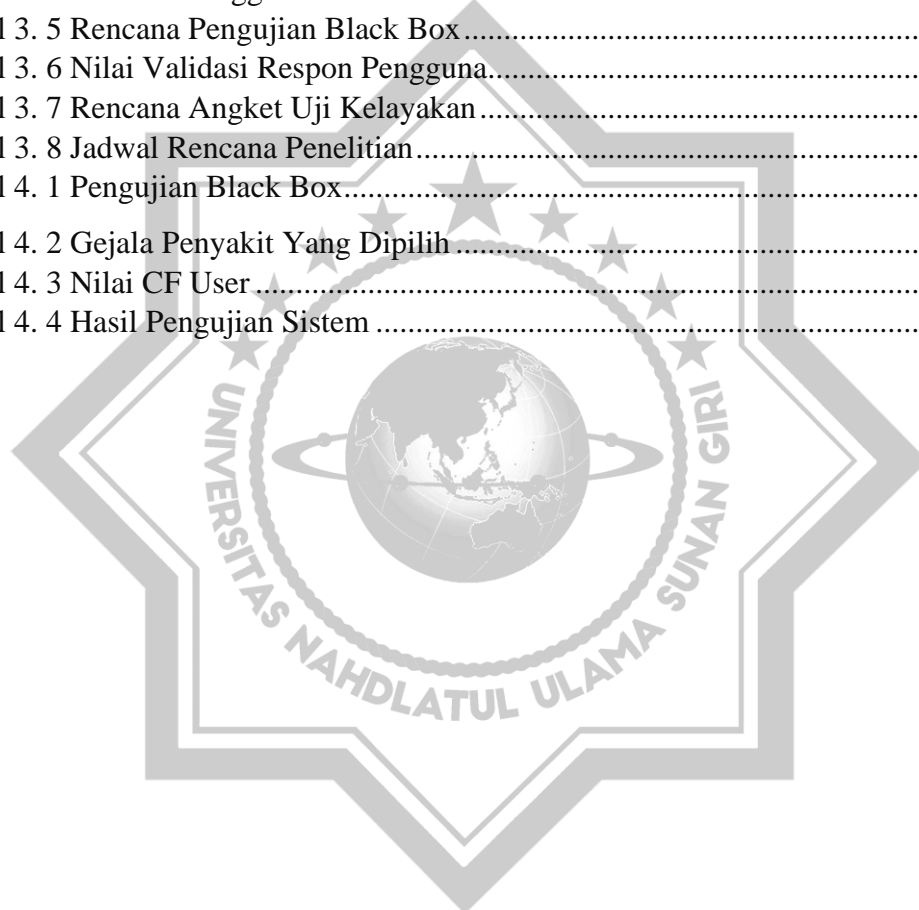 l 3. 5 Rencana Pengujian Black Box..........................................................
l 3. 6 Nilai Validasi Respon Pengguna.......................................................
l 3. 7 Rencana Angket Uji Kelayakan........................................................
l 3. 8 Jadwal Rencana Penelitian................................................................
l 4. 1 Pengujian Black Box.........................................................................
l 4. 2 Gejala Penyakit Yang Dipilih...........................................................
l 4. 3 Nilai CF User....................................................................................
l 4. 4 Hasil Pengujian Sistem.....................................................................
UNIVERSITAS NAHDLATUL ULAMA SUNAN GIRI